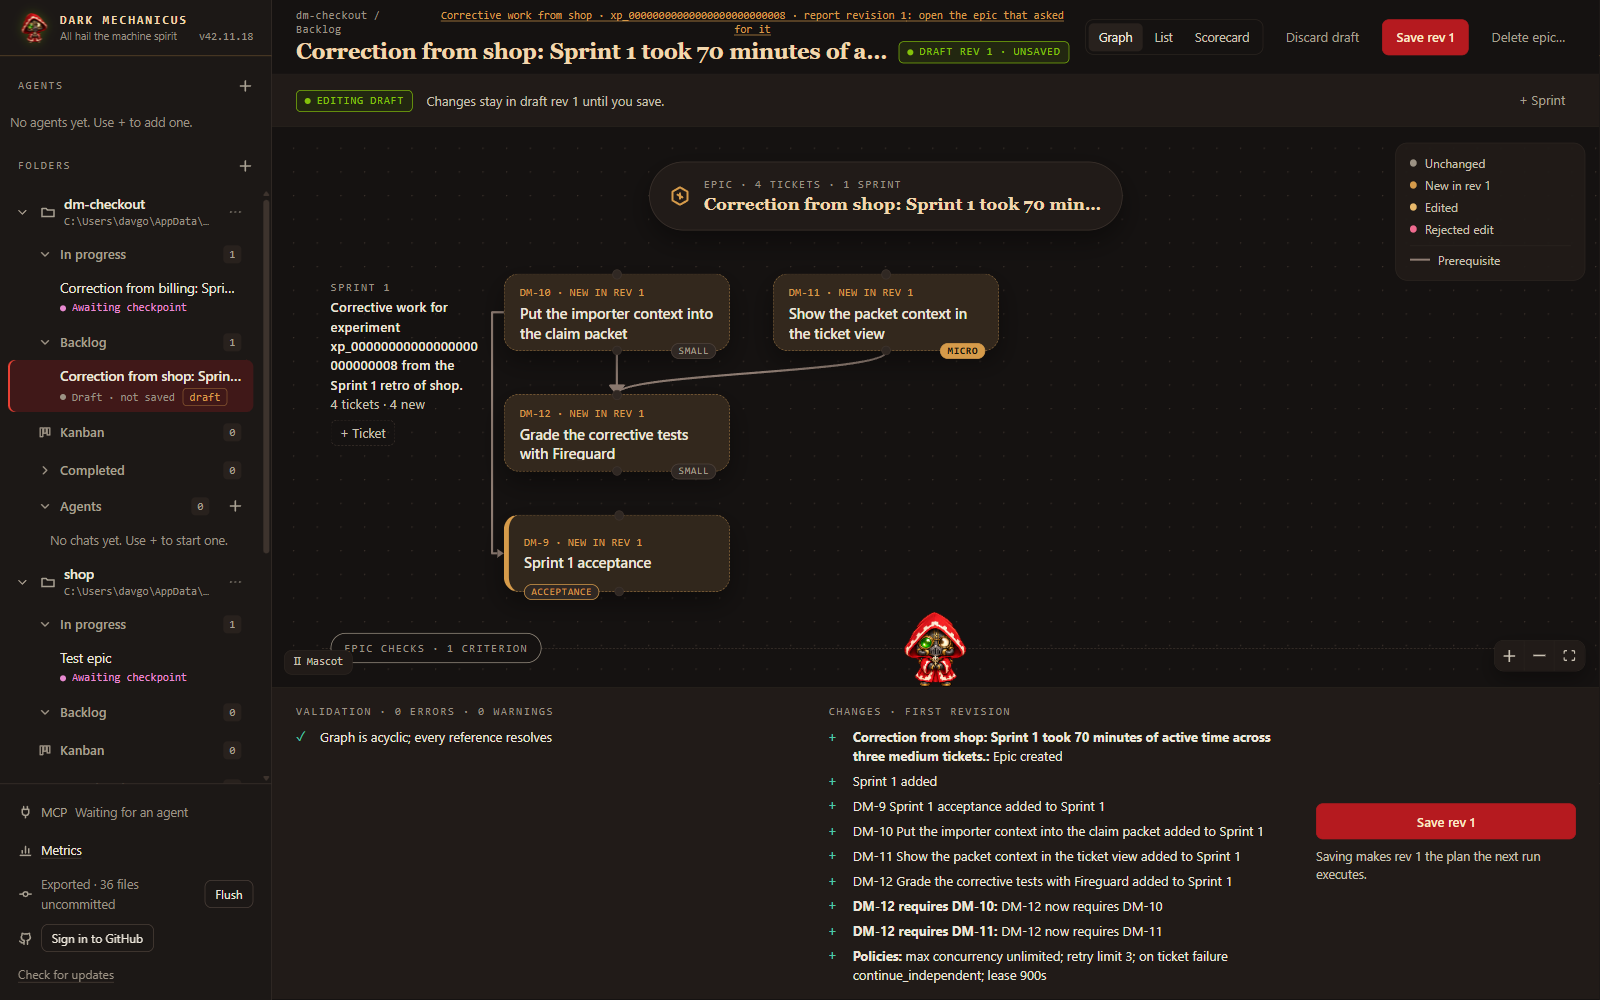 DARK MECHANICUS
All hail the machine spirit v42.11.18
AGENTS
No agents yet. Use + to add one.
FOLDERS
dm-checkout
C:\Users\davgo\AppData\...
In progress 1
Correction from billing: Spri...
Awaiting checkpoint
Backlog 1
Correction from shop: Sprin...
Draft · not saved draft
Kanban 0
Completed 0
Agents 0
No chats yet. Use + to start one.
shop
C:\Users\davgo\AppData\...
In progress 1
Test epic
Awaiting checkpoint
Backlog 0
Kanban 0
MCP Waiting for an agent
Metrics
Exported · 36 files
uncommitted
Flush
Sign in to GitHub
Check for updates
dm-checkout /
Backlog
Corrective work from shop · xp_00000000000000000000000008 · report revision 1: open the epic that asked
for it
Correction from shop: Sprint 1 took 70 minutes of a...
DRAFT REV 1 · UNSAVED
Graph List Scorecard
Discard draft
Save rev 1
Delete epic...
EDITING DRAFT
Changes stay in draft rev 1 until you save.
+ Sprint
EPIC · 4 TICKETS · 1 SPRINT
Correction from shop: Sprint 1 took 70 min...
Unchanged
New in rev 1
Edited
Rejected edit
Prerequisite
SPRINT 1
Corrective work for
experiment
xp_00000000000000000
000000008 from the
Sprint 1 retro of shop.
4 tickets · 4 new
+ Ticket
DM-10 · NEW IN REV 1
Put the importer context into
the claim packet
SMALL
DM-11 · NEW IN REV 1
Show the packet context in
the ticket view
MICRO
DM-12 · NEW IN REV 1
Grade the corrective tests
with Fireguard
SMALL
DM-9 · NEW IN REV 1
Sprint 1 acceptance
ACCEPTANCE
EPIC CHECKS · 1 CRITERION
Mascot
VALIDATION · 0 ERRORS · 0 WARNINGS
Graph is acyclic; every reference resolves
CHANGES · FIRST REVISION
+ Correction from shop: Sprint 1 took 70 minutes of active time across
three medium tickets.: Epic created
+ Sprint 1 added
+ DM-9 Sprint 1 acceptance added to Sprint 1
+ DM-10 Put the importer context into the claim packet added to Sprint 1
+ DM-11 Show the packet context in the ticket view added to Sprint 1
+ DM-12 Grade the corrective tests with Fireguard added to Sprint 1
+ DM-12 requires DM-10: DM-12 now requires DM-10
+ DM-12 requires DM-11: DM-12 now requires DM-11
+ Policies: max concurrency unlimited; retry limit 3; on ticket failure
continue_independent; lease 900s
Save rev 1
Saving makes rev 1 the plan the next run
executes.